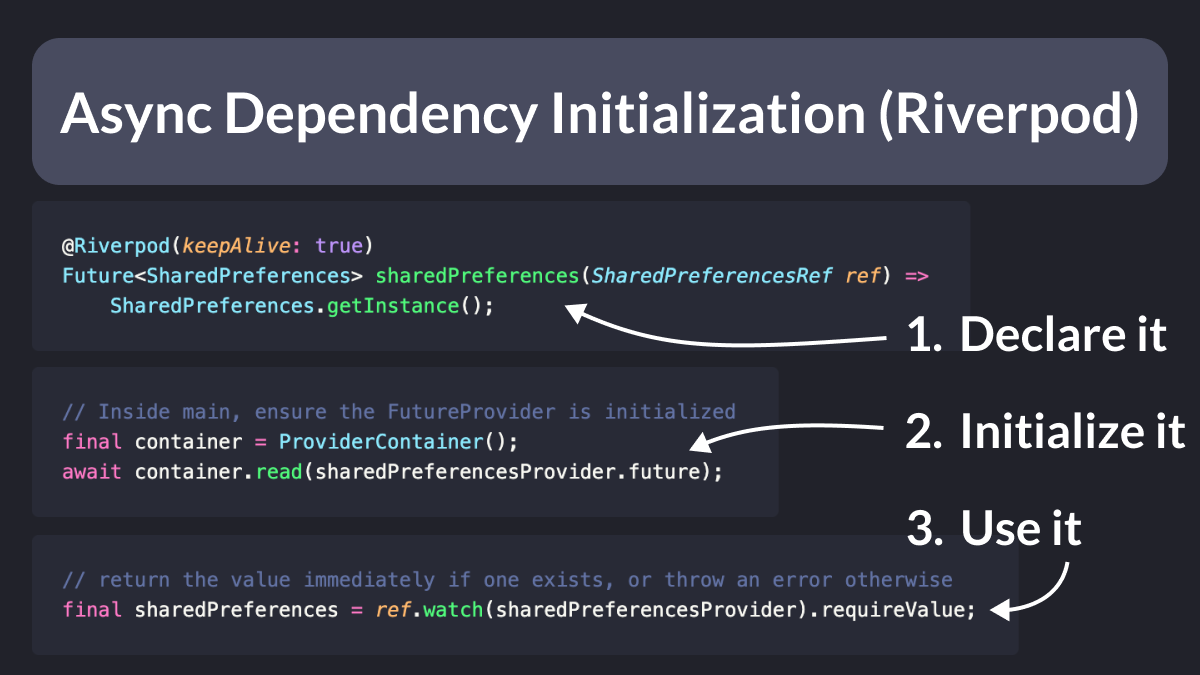 Async Dependency Initialization (Riverpod)
@Riverpod(keepAlive: true)
Future<SharedPreferences> sharedPreferences(SharedPreferencesRef ref) =>
    SharedPreferences.getInstance();
1. Declare it
// Inside main, ensure the FutureProvider is initialized
final container = ProviderContainer();
await container.read(sharedPreferencesProvider.future);
2. Initialize it
3. Use it
// return the value immediately if one exists, or throw an error otherwise
final sharedPreferences = ref.watch(sharedPreferencesProvider).requireValue;